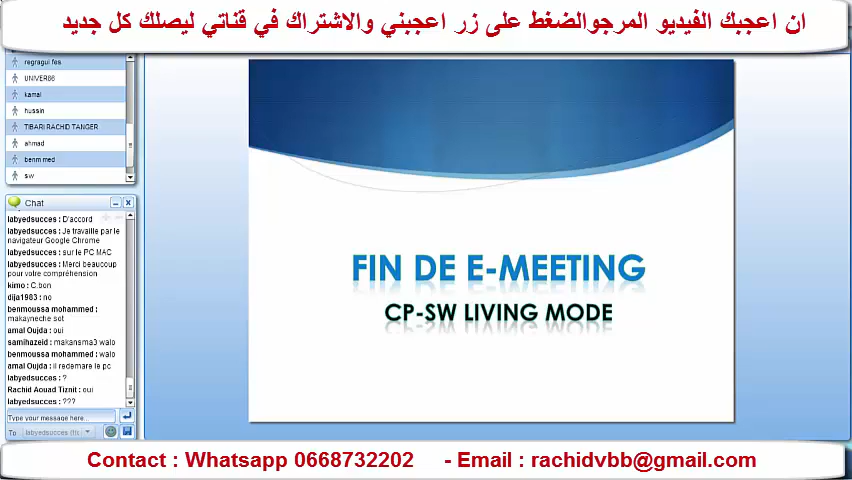 ان اعجبك الفيديو المرجوالضغط على زر اعجبني والاشتراك في قناتي ليصلك كل جديد
regragui fes
UNIVER86
kamal
hussin
TIBARI RACHID TANGER
ahmad
benm med
sw
Chat
labyedsucces : D'accord
labyedsucces : Je travaille par le
navigateur Google Chrome
labyedsucces : sur le PC MAC
labyedsucces : Merci beaucoup
pour votre compréhension
kimo : C.bon
dija1983 : no
benmoussa mohammed :
makayneche sot
amal Oujda : oui
samihazeid : makansma3 walo
benmoussa mohammed : walo
amal Oujda : il redemare le pc
labyedsucces : ?
Rachid Aouad Tiznit : oui
labyedsucces : ???
Type your message here..
To
FIN DE E-MEETING
CP-SW LIVING MODE
Contact : Whatsapp 0668732202 - Email : rachidvbb@gmail.com